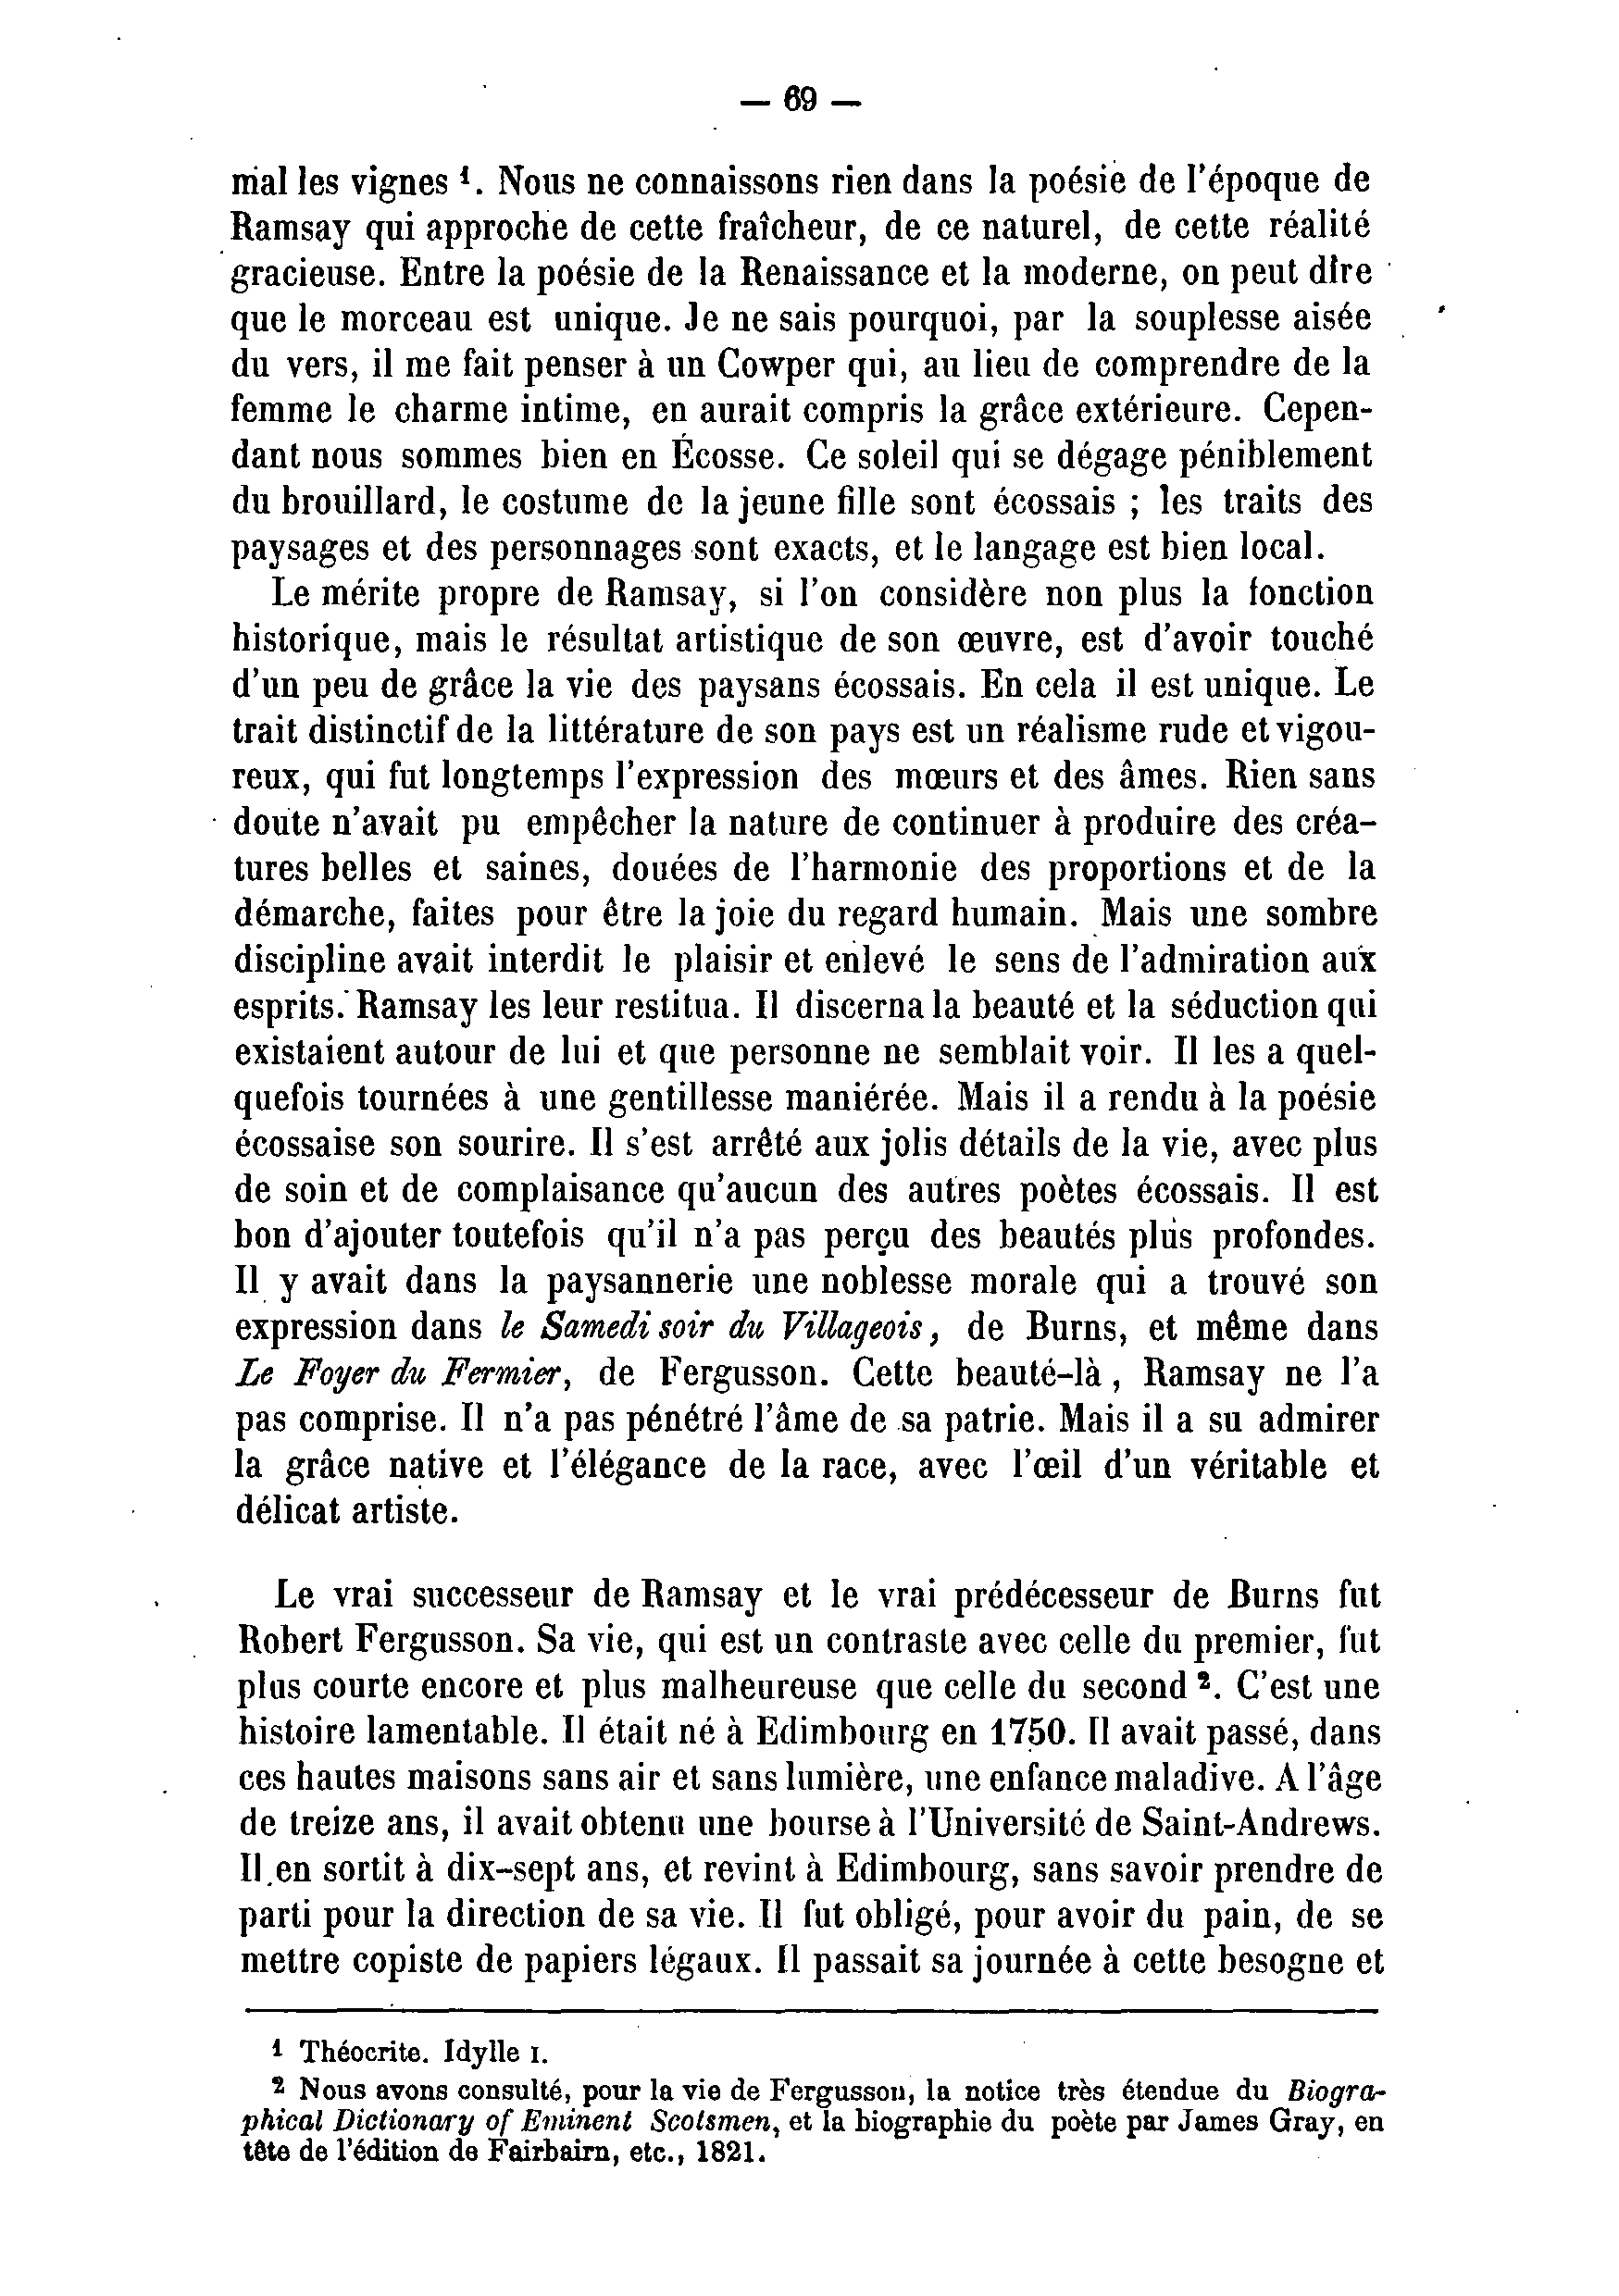 — 69 —
mal les vignes ¹. Nous ne connaissons rien dans la poésie de l'époque de
Ramsay qui approche de cette fraîcheur, de ce naturel, de cette réalité
gracieuse. Entre la poésie de la Renaissance et la moderne, on peut dire
que le morceau est unique. Je ne sais pourquoi, par la souplesse aisée
du vers, il me fait penser à un Cowper qui, au lieu de comprendre de la
femme le charme intime, en aurait compris la grâce extérieure. Cepen-
dant nous sommes bien en Écosse. Ce soleil qui se dégage péniblement
du brouillard, le costume de la jeune fille sont écossais ; les traits des
paysages et des personnages sont exacts, et le langage est bien local.
Le mérite propre de Ramsay, si l'on considère non plus la fonction
historique, mais le résultat artistique de son œuvre, est d'avoir touché
d'un peu de grâce la vie des paysans écossais. En cela il est unique. Le
trait distinctif de la littérature de son pays est un réalisme rude et vigou-
reux, qui fut longtemps l'expression des mœurs et des âmes. Rien sans
doute n'avait pu empêcher la nature de continuer à produire des créa-
tures belles et saines, douées de l'harmonie des proportions et de la
démarche, faites pour être la joie du regard humain. Mais une sombre
discipline avait interdit le plaisir et enlevé le sens de l'admiration aux
esprits. Ramsay les leur restitua. Il discerna la beauté et la séduction qui
existaient autour de lui et que personne ne semblait voir. Il les a quel-
quefois tournées à une gentillesse maniérée. Mais il a rendu à la poésie
écossaise son sourire. Il s'est arrêté aux jolis détails de la vie, avec plus
de soin et de complaisance qu'aucun des autres poètes écossais. Il est
bon d'ajouter toutefois qu'il n'a pas perçu des beautés plus profondes.
Il y avait dans la paysannerie une noblesse morale qui a trouvé son
expression dans le Samedi soir du Villageois, de Burns, et même dans
Le Foyer du Fermier, de Fergusson. Cette beauté-là, Ramsay ne l'a
pas comprise. Il n'a pas pénétré l'âme de sa patrie. Mais il a su admirer
la grâce native et l'élégance de la race, avec l'œil d'un véritable et
délicat artiste.
Le vrai successeur de Ramsay et le vrai prédécesseur de Burns fut
Robert Fergusson. Sa vie, qui est un contraste avec celle du premier, fut
plus courte encore et plus malheureuse que celle du second ². C'est une
histoire lamentable. Il était né à Edimbourg en 1750. Il avait passé, dans
ces hautes maisons sans air et sans lumière, une enfance maladive. A l'âge
de treize ans, il avait obtenu une bourse à l'Université de Saint-Andrews.
Il en sortit à dix-sept ans, et revint à Edimbourg, sans savoir prendre de
parti pour la direction de sa vie. Il fut obligé, pour avoir du pain, de se
mettre copiste de papiers légaux. Il passait sa journée à cette besogne et
¹ Théocrite. Idylle I.
² Nous avons consulté, pour la vie de Fergusson, la notice très étendue du Biogra-
phical Dictionary of Eminent Scotsmen, et la biographie du poète par James Gray, en
tête de l'édition de Fairbairn, etc., 1821.